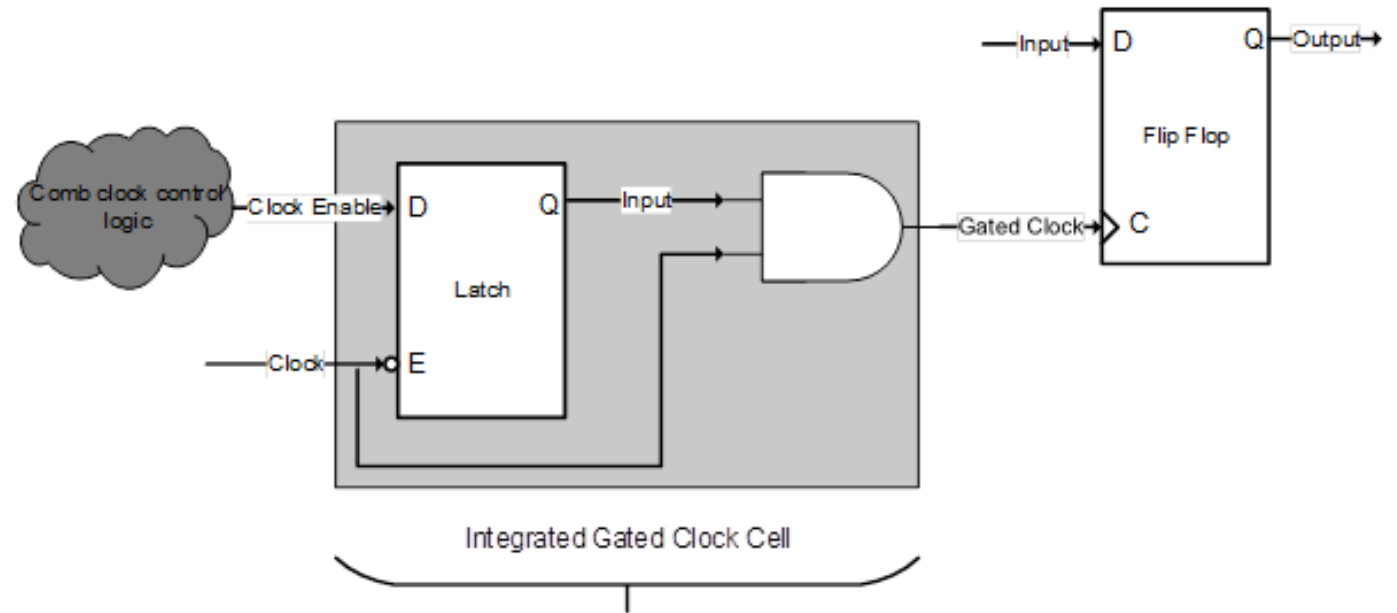 Input
D
Q
Output
Flip Flop
C
Comb clock control
logic
Clock Enable
D
Q
Input
Gated Clock
Latch
Clock
E
Integrated Gated Clock Cell